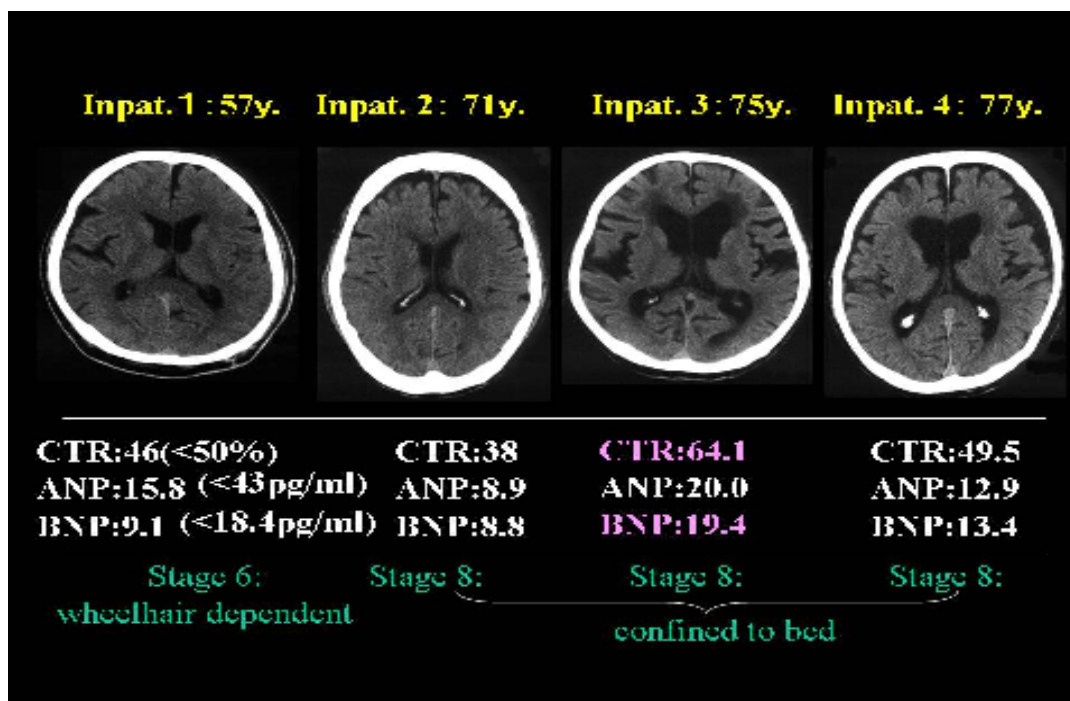 Inpat. 1 : 57y. Inpat. 2 : 71y. Inpat. 3 : 75y. Inpat. 4 : 77y.
CTR:46(<50%) CTR:38 CTR:64.1 CTR:49.5
ANP:15.8 (<43pg/ml) ANP:8.9 ANP:20.0 ANP:12.9
BNP:9.1 (<18.4pg/ml) BNP:8.8 BNP:19.4 BNP:13.4
Stage 6: Stage 8: Stage 8: Stage 8:
wheelhair dependent confined to bed